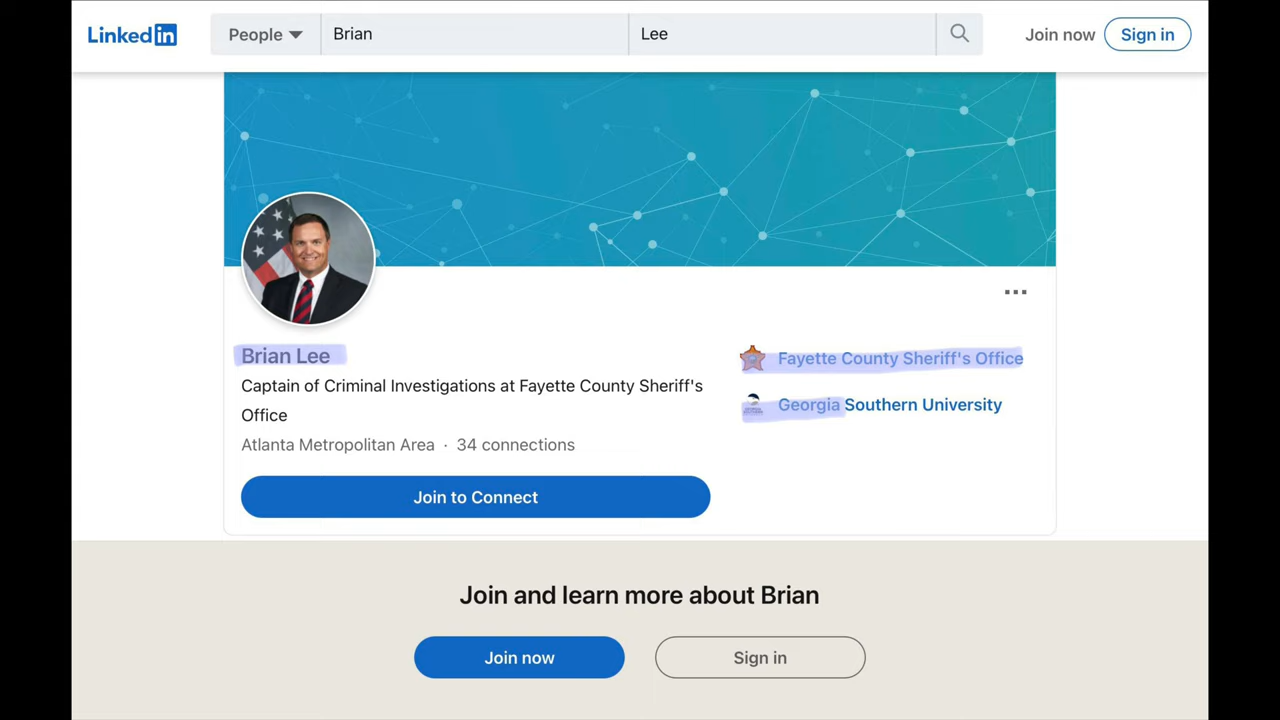 LinkedIn People Brian Lee Join now Sign in
Brian Lee
Captain of Criminal Investigations at Fayette County Sheriff's
Office
Atlanta Metropolitan Area · 34 connections
Join to Connect
Fayette County Sheriff's Office
Georgia Southern University
Join and learn more about Brian
Join now Sign in